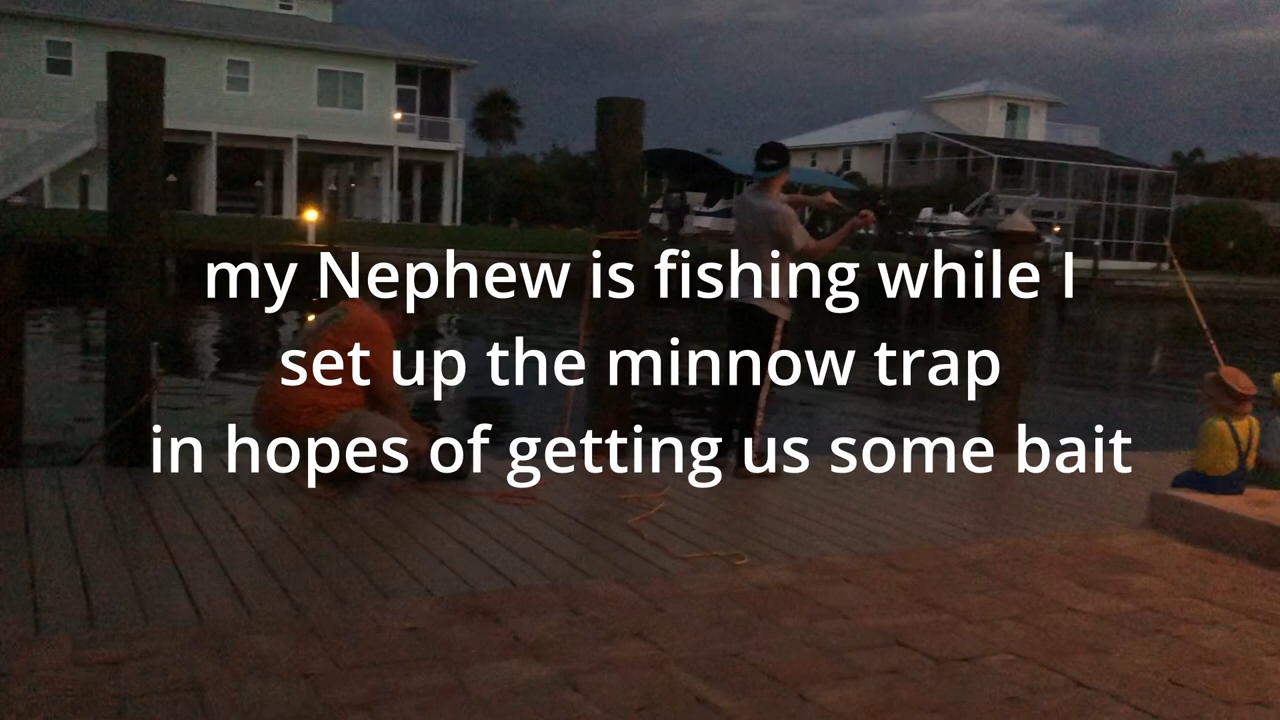 my Nephew is fishing while I
set up the minnow trap
in hopes of getting us some bait